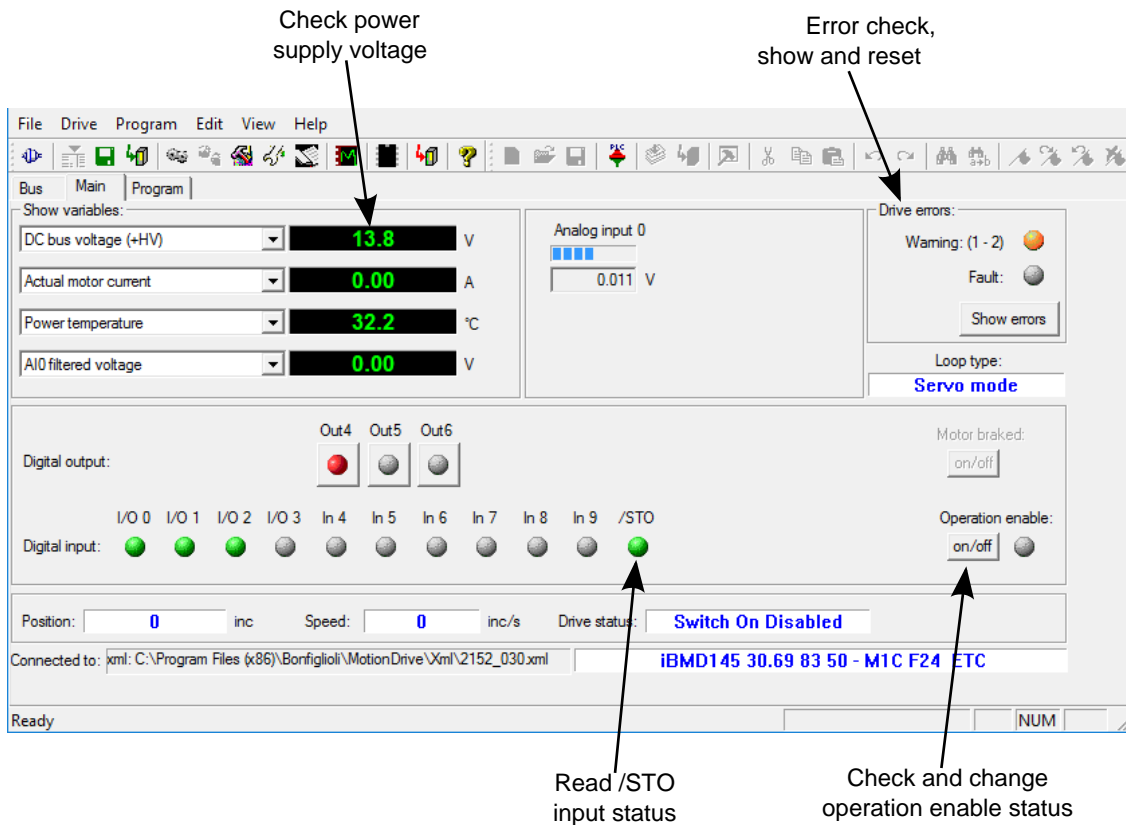 Check power
supply voltage
Error check,
show and reset
File Drive Program Edit View Help
PLC
a→b
Bus Main Program
Show variables:
DC bus voltage (+HV) 13.8 V
Actual motor current 0.00 A
Power temperature 32.2 °C
AI0 filtered voltage 0.00 V
Analog input 0
0.011 V
Drive errors:
Warning: (1 - 2)
Fault:
Show errors
Loop type:
Servo mode
Out4 Out5 Out6
Digital output:
Motor braked:
on/off
I/O 0 I/O 1 I/O 2 I/O 3 In 4 In 5 In 6 In 7 In 8 In 9 /STO
Digital input:
Operation enable:
on/off
Position: 0 inc Speed: 0 inc/s Drive status: Switch On Disabled
Connected to: xml: C:\Program Files (x86)\Bonfiglioli\MotionDrive\Xml\2152_030.xml iBMD145 30.69 83 50 - M1C F24 ETC
Ready NUM
Read /STO
input status
Check and change
operation enable status